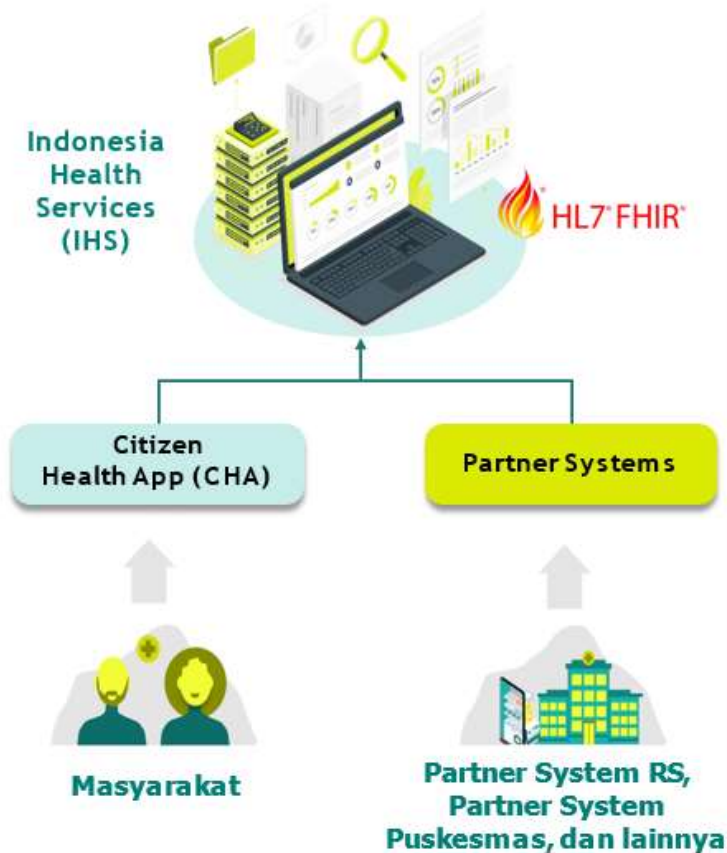 Indonesia
Health
Services
(IHS)
HL7® FHIR®
Citizen
Health App (CHA)
Partner Systems
Masyarakat
Partner System RS,
Partner System
Puskesmas, dan lainnya